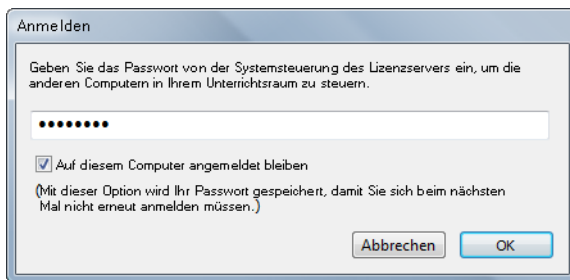 Anmelden
Geben Sie das Passwort von der Systemsteuerung des Lizenzservers ein, um die
anderen Computern in Ihrem Unterrichtsraum zu steuern.
••••••••
Auf diesem Computer angemeldet bleiben
(Mit dieser Option wird Ihr Passwort gespeichert, damit Sie sich beim nächsten
Mal nicht erneut anmelden müssen.)
Abbrechen OK